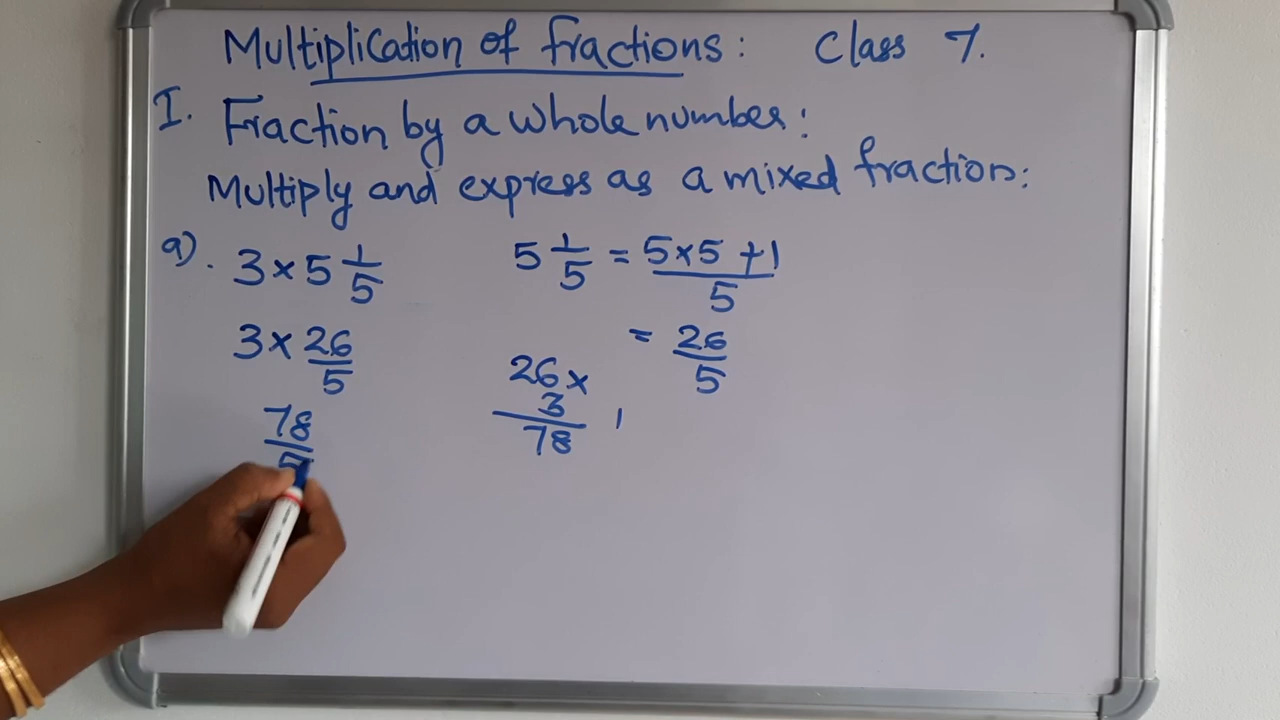 Multiplication of fractions: Class 7.
I. Fraction by a whole number:
Multiply and express as a mixed fraction:
a). 3 × 5 1/5
3 × 26/5
78/5
5 1/5 = 5×5+1/5
= 26/5
26 ×
3
78